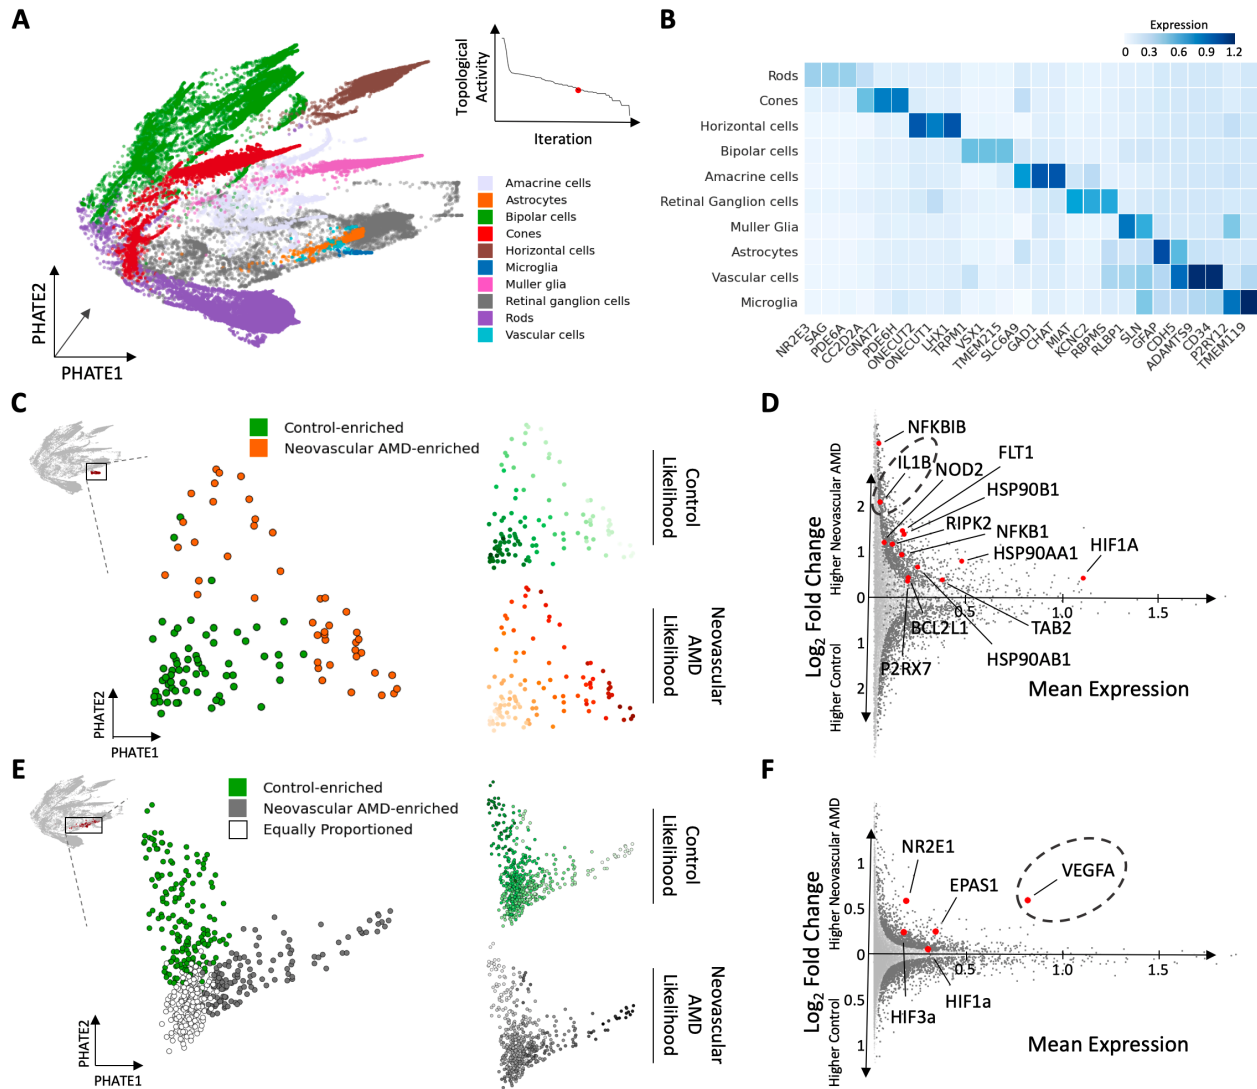 A
Topological
Activity
Iteration
Amacrine cells
Astrocytes
Bipolar cells
Cones
Horizontal cells
Microglia
Muller glia
Retinal ganglion cells
Rods
Vascular cells
PHATE2
PHATE1
B
Expression
0 0.3 0.6 0.9 1.2
Rods
Cones
Horizontal cells
Bipolar cells
Amacrine cells
Retinal Ganglion cells
Muller Glia
Astrocytes
Vascular cells
Microglia
NR2E3
SAG
PDE6A
CC2D2A
GNAT2
PDE6H
ONECUT2
ONECUT1
LHX1
TRPM1
VSX1
TMEM215
SLC6A9
GAD1
CHAT
MIAT
KCNC2
RBPMS
RLBP1
SLN
GFAP
CDH5
ADAMTS9
CD34
P2RY12
TMEM119
C
Control-enriched
Neovascular AMD-enriched
Control
Likelihood
Neovascular
AMD
Likelihood
PHATE2
PHATE1
D
Log2 Fold Change
Higher Neovascular AMD
Higher Control
2
1
0
1
2
0.5 1.0 1.5
Mean Expression
NFKBIB
IL1B
NOD2
FLT1
HSP90B1
RIPK2
NFKB1
HSP90AA1
HIF1A
BCL2L1
TAB2
P2RX7
HSP90AB1
E
Control-enriched
Neovascular AMD-enriched
Equally Proportioned
Control
Likelihood
Neovascular
AMD
Likelihood
PHATE2
PHATE1
F
Log2 Fold Change
Higher Neovascular AMD
Higher Control
1
0.5
0
0.5
1
0.5 1.0 1.5
Mean Expression
NR2E1
EPAS1
VEGFA
HIF1a
HIF3a